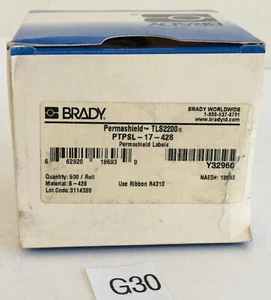 BRADY
BRADY WORLDWIDE
1-800-537-8791
www.bradyid.com
Permashield™ TLS2200®
PTPSL-17-428
Permashield Labels
6 62820 18693 9
Y32960
NAED#: 18693
Quantity: 500 / Roll
Material: B-428
Lot Code: 3114389
Use Ribbon R4310
G30